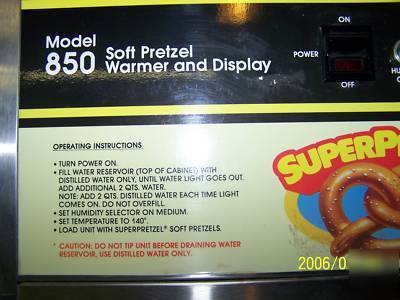 Model
850
Soft Pretzel
Warmer and Display
ON
POWER
OFF
OPERATING INSTRUCTIONS
• TURN POWER ON.
• FILL WATER RESERVOIR (TOP OF CABINET) WITH
DISTILLED WATER ONLY, UNTIL WATER LIGHT GOES OUT.
ADD ADDITIONAL 2 QTS. WATER.
NOTE: ADD 2 QTS. DISTILLED WATER EACH TIME LIGHT
COMES ON. DO NOT OVERFILL.
• SET HUMIDITY SELECTOR ON MEDIUM.
• SET TEMPERATURE TO 140°.
• LOAD UNIT WITH SUPERPRETZEL® SOFT PRETZELS.
* CAUTION: DO NOT TIP UNIT BEFORE DRAINING WATER
RESERVOIR, USE DISTILLED WATER ONLY.
SUPERP
2006/0